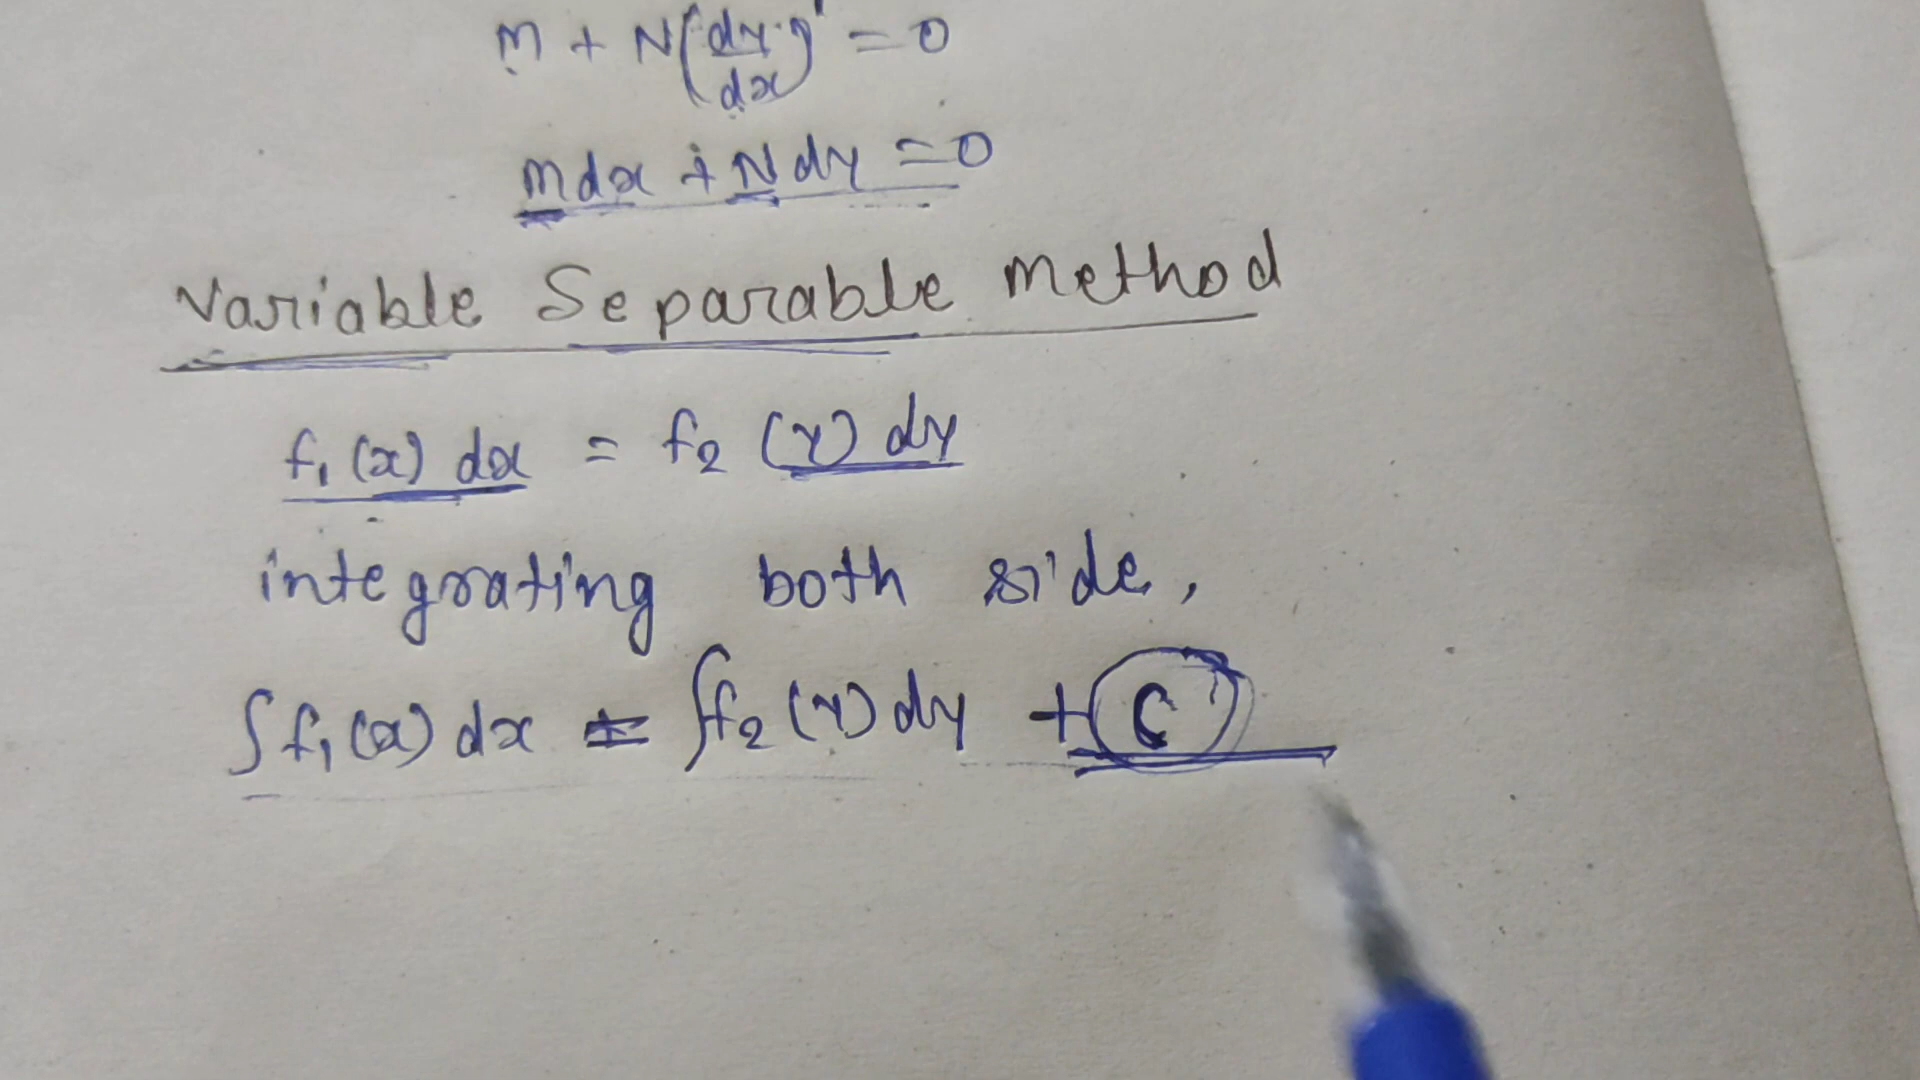 M + N(dy/dx)' = 0
Mdx + Ndy = 0
Variable Separable Method
f₁(x) dx = f₂ (y) dy
integrating both side,
∫f₁(x) dx = ∫f₂(y) dy + C